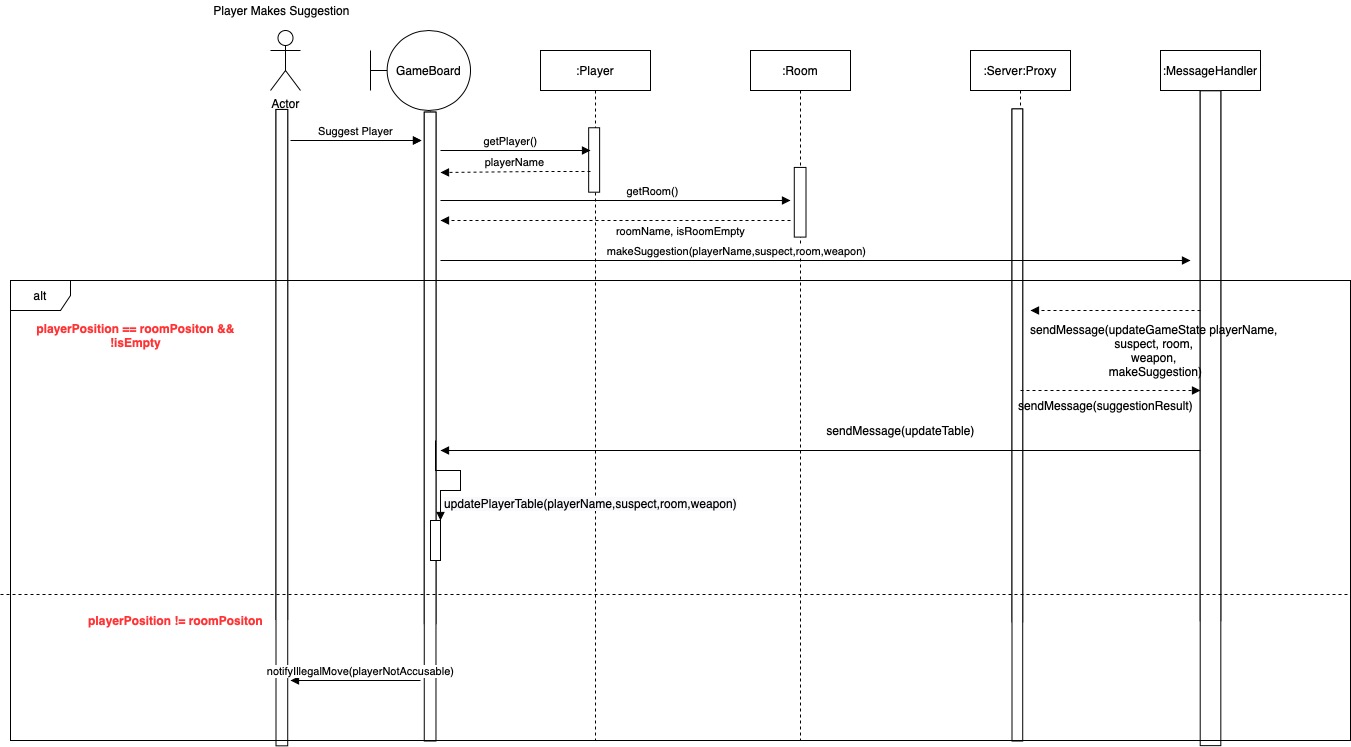 Player Makes Suggestion
Actor
GameBoard
:Player
:Room
:Server:Proxy
:MessageHandler
Suggest Player
getPlayer()
playerName
getRoom()
roomName, isRoomEmpty
makeSuggestion(playerName,suspect,room,weapon)
alt
playerPosition == roomPositon &&
!isEmpty
sendMessage(updateGameState playerName,
suspect, room,
weapon,
makeSuggestion)
sendMessage(suggestionResult)
sendMessage(updateTable)
updatePlayerTable(playerName,suspect,room,weapon)
playerPosition != roomPositon
notifyIllegalMove(playerNotAccusable)